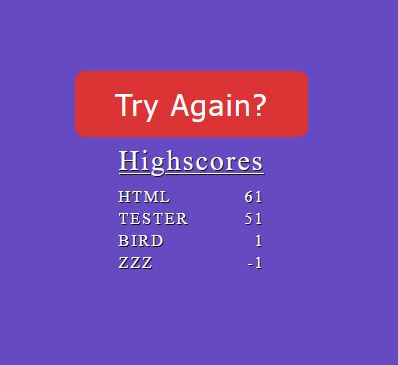 Try Again?
Highscores
HTML 61
TESTER 51
BIRD 1
ZZZ -1